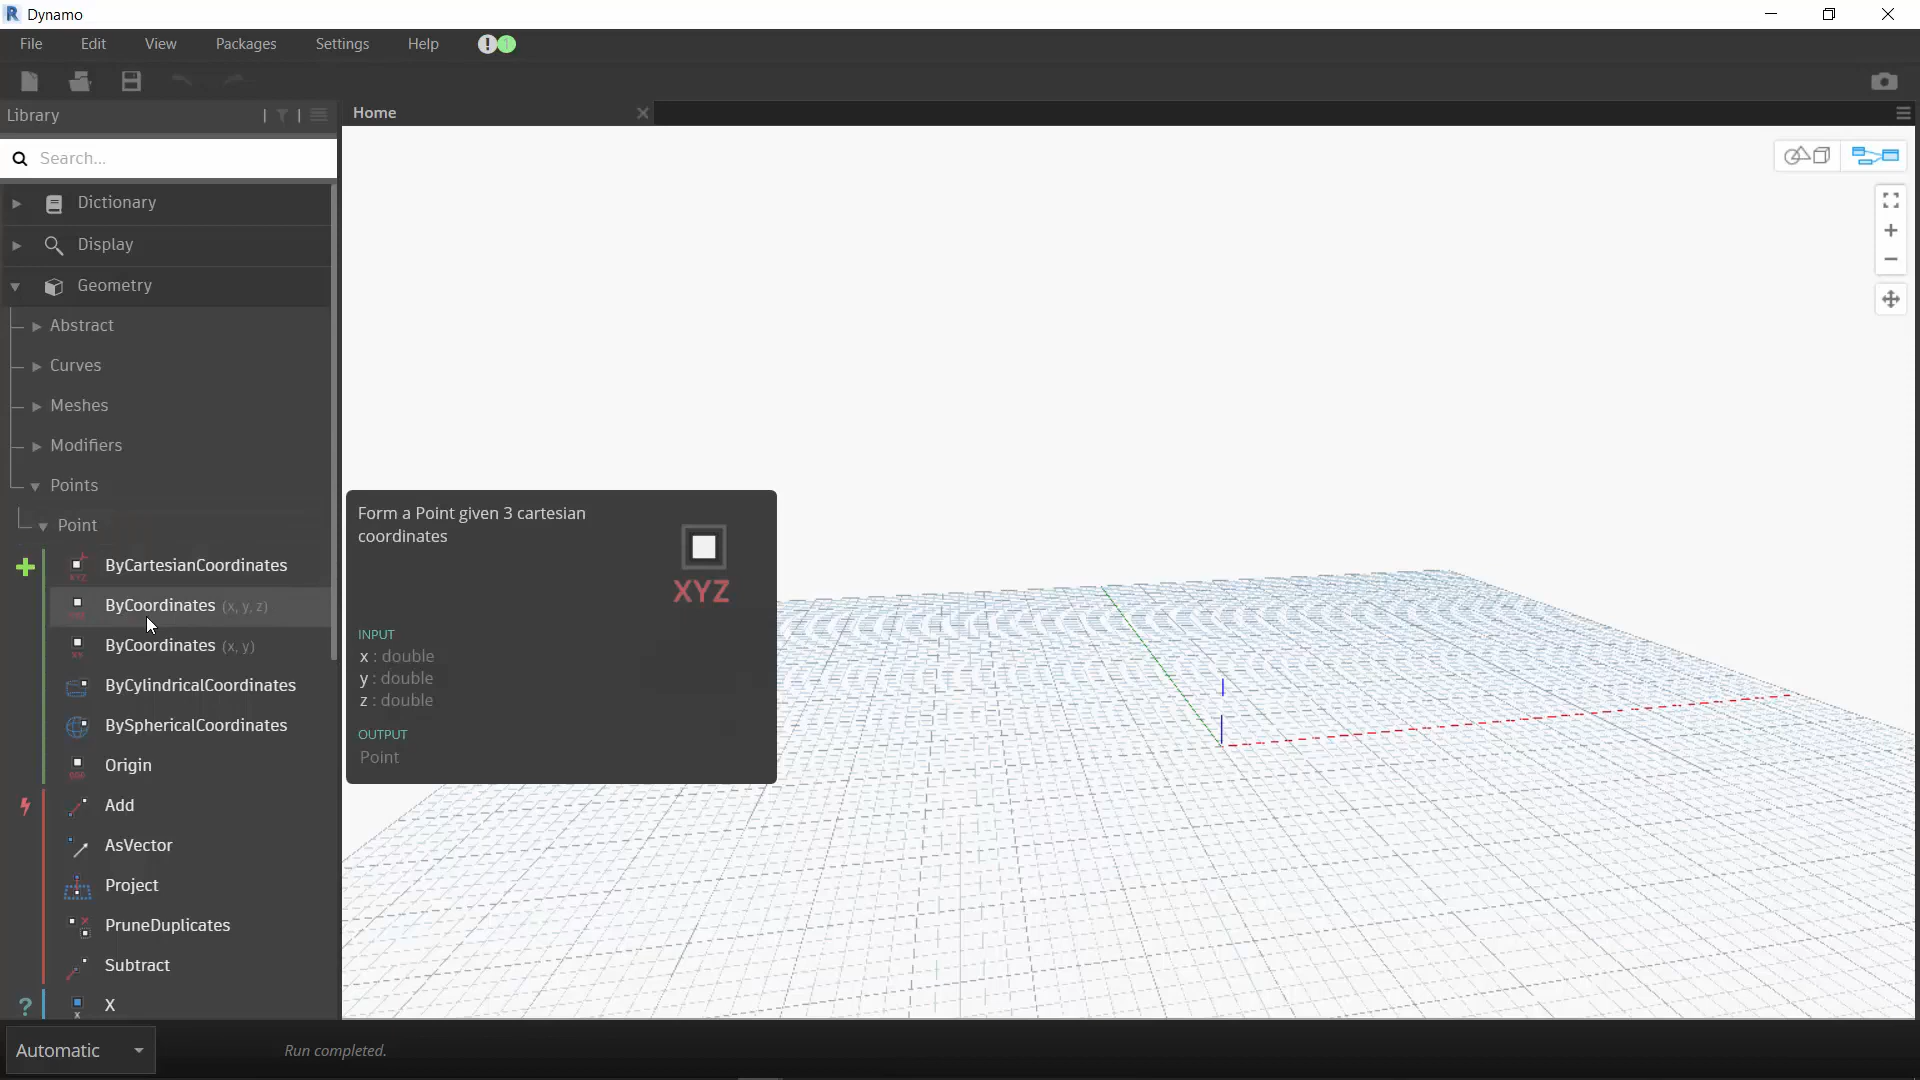 Dynamo
File Edit View Packages Settings Help
Library
Home
Search...
Dictionary
Display
Geometry
Abstract
Curves
Meshes
Modifiers
Points
Point
ByCartesianCoordinates
ByCoordinates (x, y, z)
ByCoordinates (x, y)
ByCylindricalCoordinates
BySphericalCoordinates
Origin
Add
AsVector
Project
PruneDuplicates
Subtract
X
Form a Point given 3 cartesian
coordinates
XYZ
INPUT
x : double
y : double
z : double
OUTPUT
Point
Automatic
Run completed.